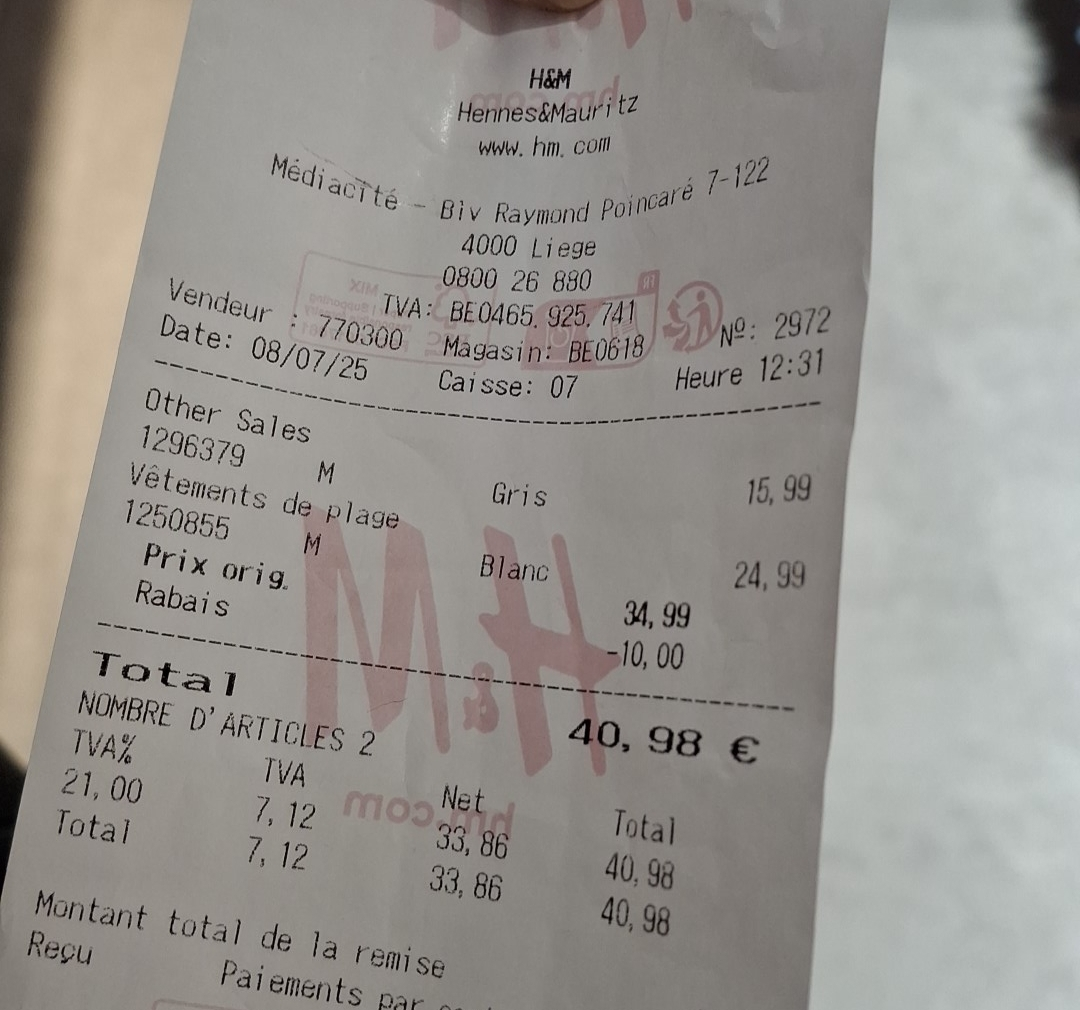 H&M
Hennes&Mauritz
www. hm. com
Médiacité - Blv Raymond Poincaré 7-122
4000 Liege
0800 26 880
TVA: BE0465. 925. 741
Vendeur : 770300 Magasin: BE0618 Nº: 2972
Date: 08/07/25 Caisse: 07 Heure 12:31
Other Sales
1296379 M Gris 15,99
Vêtements de plage
1250855 M Blanc 24,99
Prix orig. 34,99
Rabais -10,00
Total 40,98 €
NOMBRE D'ARTICLES 2
TVA% TVA Net Total
21,00 7,12 33,86 40,98
Total 7,12 33,86 40,98
Montant total de la remise
Reçu
Paiements par
H&M
hm.com